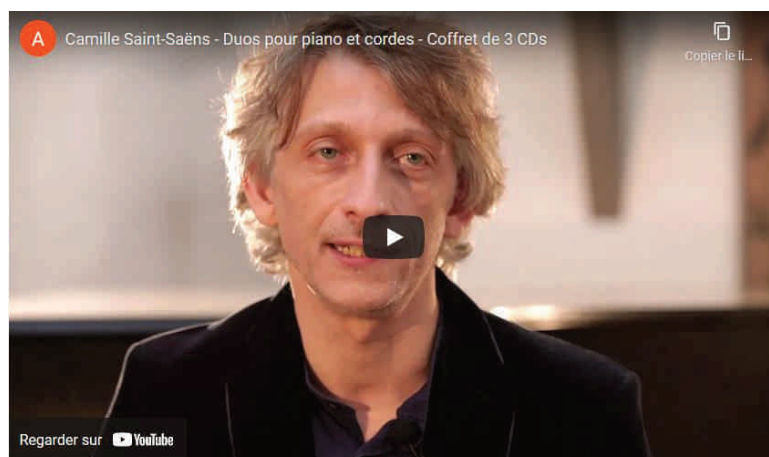 A
Camille Saint-Saëns - Duos pour piano et cordes - Coffret de 3 CDs
Copier le li...
Regarder sur YouTube